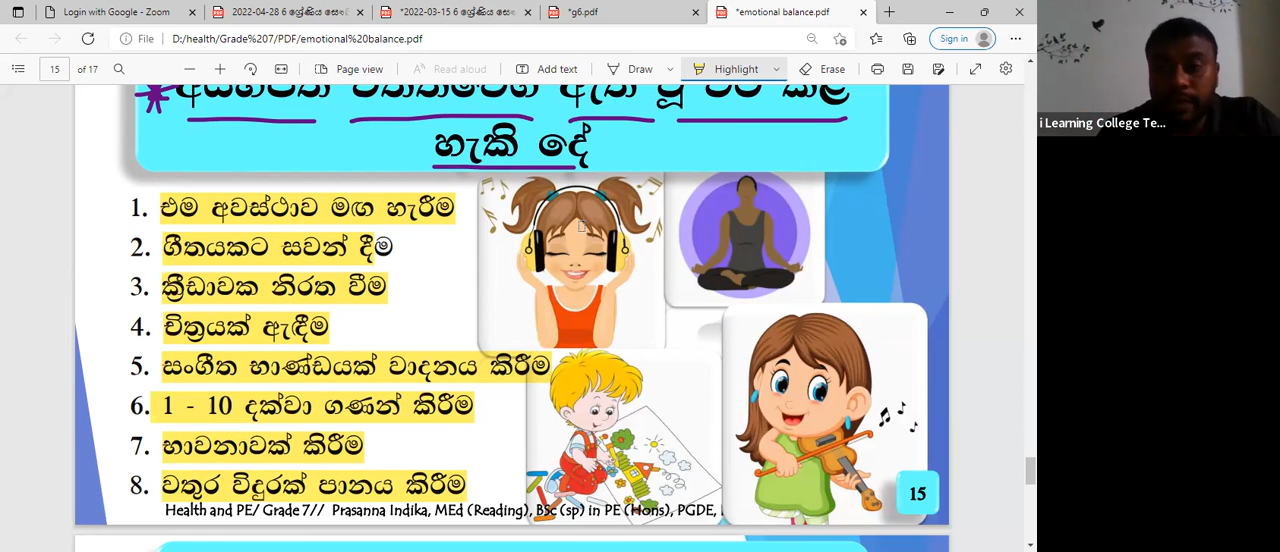 Login with Google - Zoom
2022-04-28 6 ශ්‍රේණිය සෞ
*2022-03-15 6 ශ්‍රේණිය සෞ
*g6.pdf
*emotional balance.pdf
File D:/health/Grade%207/PDF/emotional%20balance.pdf
Sign in
15 of 17
Page view
Read aloud
Add text
Draw
Highlight
Erase
ඇති වූ විට කළ
හැකි දේ
1. එම අවස්ථාව මඟ හැරීම
2. ගීතයකට සවන් දීම
3. ක්‍රීඩාවක නිරත වීම
4. චිත්‍රයක් ඇඳීම
5. සංගීත භාණ්ඩයක් වාදනය කිරීම
6. 1 - 10 දක්වා ගණන් කිරීම
7. භාවනාවක් කිරීම
8. වතුර විදුරක් පානය කිරීම
15
Health and PE/ Grade 7// Prasanna Indika, MEd (Reading), BSc (sp) in PE (Hons), PGDE,
i Learning College Te...